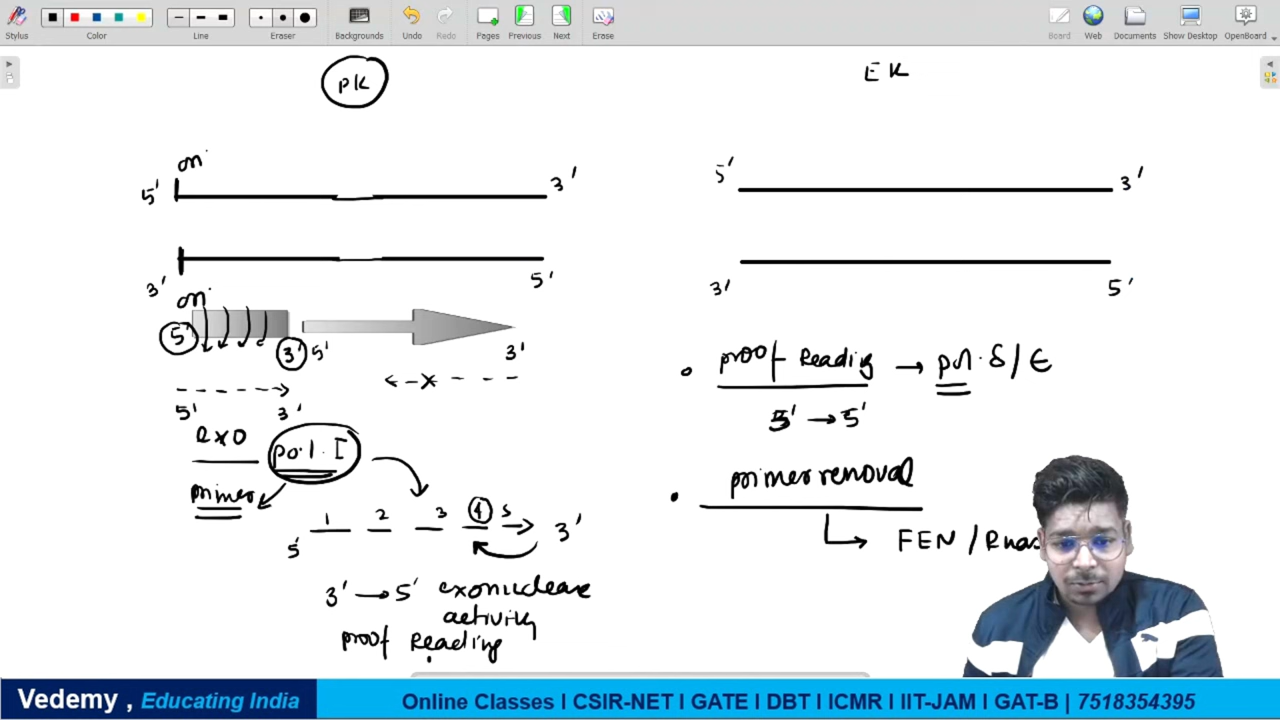 Stylus Color Line Eraser Backgrounds Undo Redo Pages Previous Next Erase Board Web Documents Show Desktop OpenBoard
PK
EK
ori
5' 3'
3' 5'
ori
5' 3' 5' 3'
5' 3'
exo pol. I
primer
1 2 3 4 5
5' 3'
3' → 5' exonuclease
activity
proof Reading
5' 3'
3' 5'
• proof Reading → pol. δ/ε
3' → 5'
• primer removal
FEN /
Vedemy , Educating India
Online Classes I CSIR-NET I GATE I DBT I ICMR I IIT-JAM I GAT-B | 7518354395